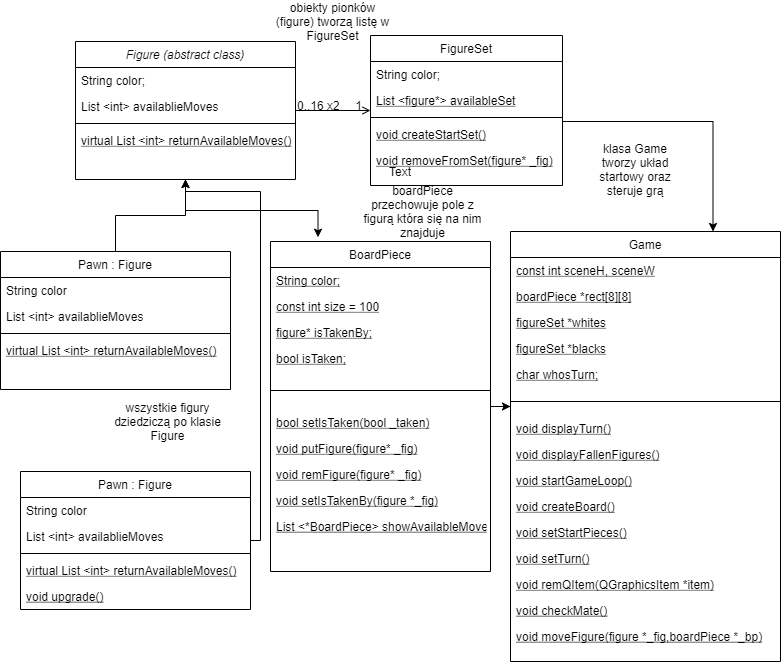 obiekty pionków
(figure) tworzą listę w
FigureSet
Figure (abstract class)
String color;
List <int> availablieMoves
virtual List <int> returnAvailableMoves()
0..16 x2
1
FigureSet
String color;
List <figure*> availableSet
void createStartSet()
void removeFromSet(figure* _fig)
Text
klasa Game
tworzy układ
startowy oraz
steruje grą
boardPiece
przechowuje pole z
figurą która się na nim
znajduje
Pawn : Figure
String color
List <int> availablieMoves
virtual List <int> returnAvailableMoves()
BoardPiece
String color;
const int size = 100
figure* isTakenBy;
bool isTaken;
bool setIsTaken(bool _taken)
void putFigure(figure* _fig)
void remFigure(figure* _fig)
void setIsTakenBy(figure *_fig)
List <*BoardPiece> showAvailableMove
Game
const int sceneH, sceneW
boardPiece *rect[8][8]
figureSet *whites
figureSet *blacks
char whosTurn;
void displayTurn()
void displayFallenFigures()
void startGameLoop()
void createBoard()
void setStartPieces()
void setTurn()
void remQItem(QGraphicsItem *item)
void checkMate()
void moveFigure(figure *_fig,boardPiece *_bp)
wszystkie figury
dziedziczą po klasie
Figure
Pawn : Figure
String color
List <int> availablieMoves
virtual List <int> returnAvailableMoves()
void upgrade()